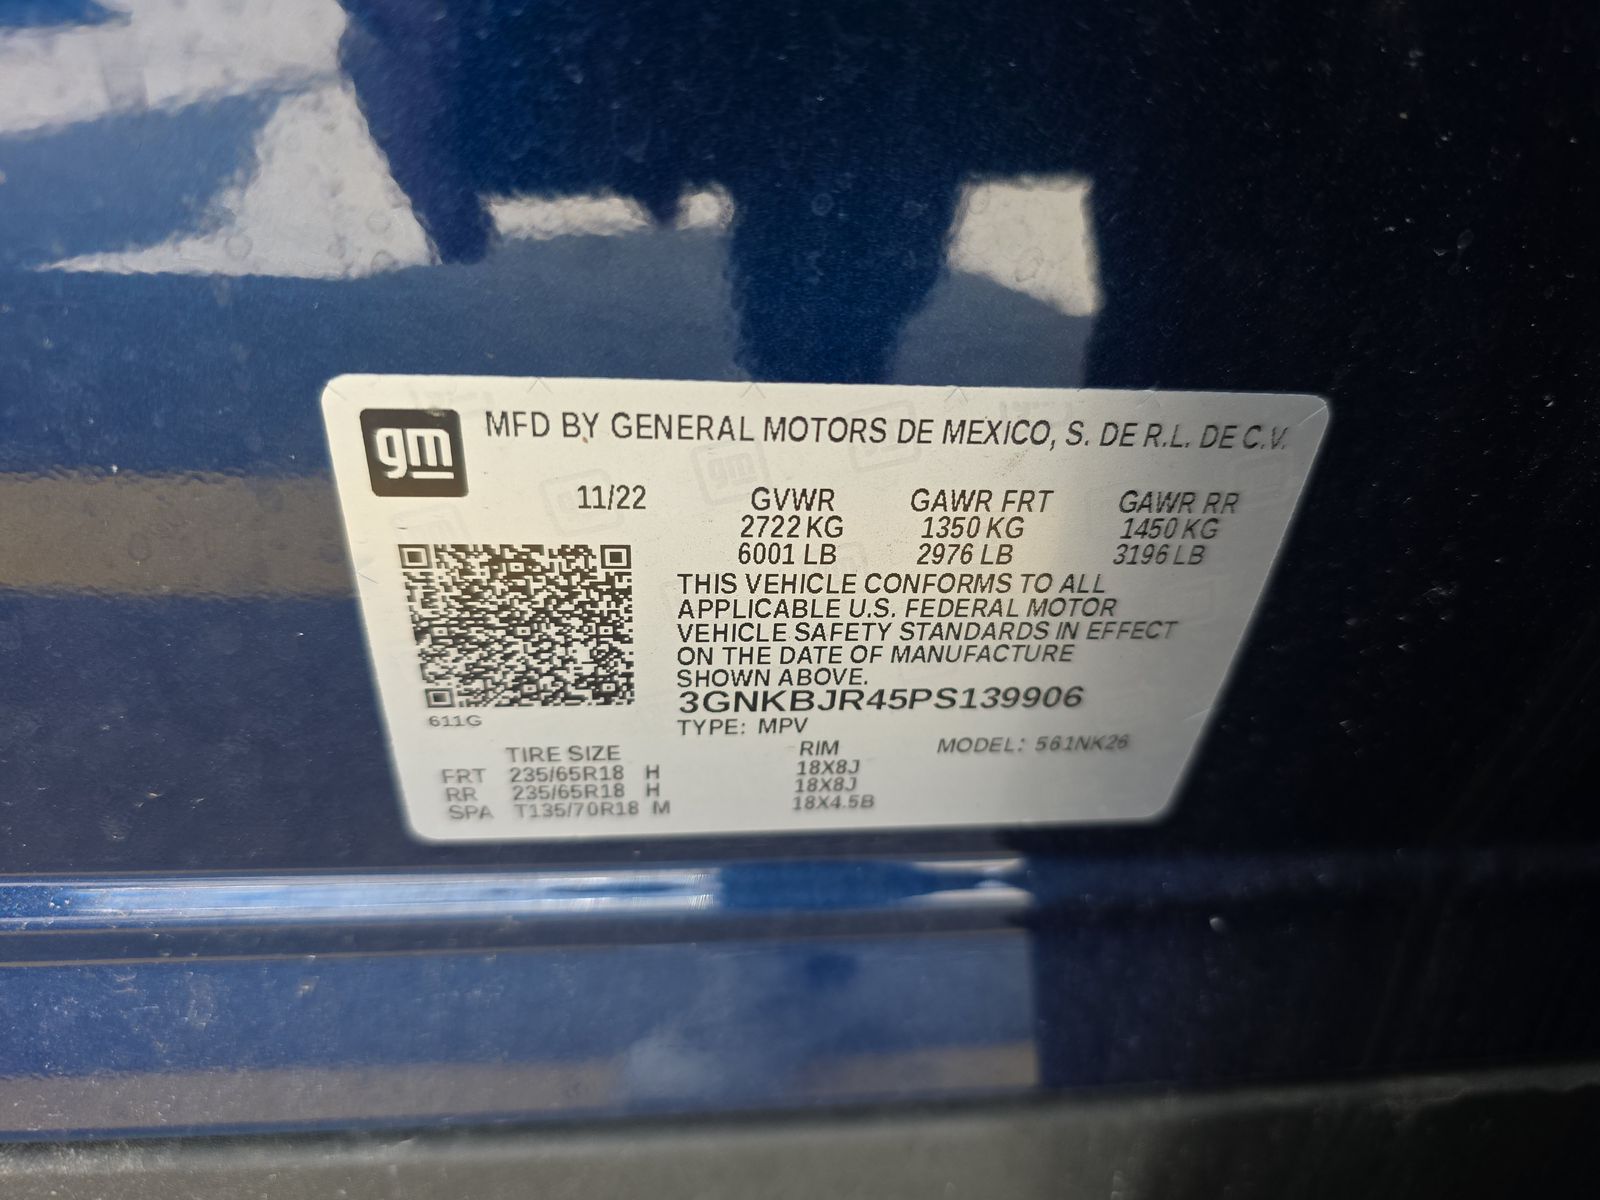 gm
MFD BY GENERAL MOTORS DE MEXICO, S. DE R.L. DE C.V.
11/22 GVWR GAWR FRT GAWR RR
2722 KG 1350 KG 1450 KG
6001 LB 2976 LB 3196 LB
THIS VEHICLE CONFORMS TO ALL
APPLICABLE U.S. FEDERAL MOTOR
VEHICLE SAFETY STANDARDS IN EFFECT
ON THE DATE OF MANUFACTURE
SHOWN ABOVE.
3GNKBJR45PS139906
611G
TYPE: MPV
TIRE SIZE RIM MODEL: 561NK26
FRT 235/65R18 H 18X8J
RR 235/65R18 H 18X8J
SPA T135/70R18 M 18X4.5B